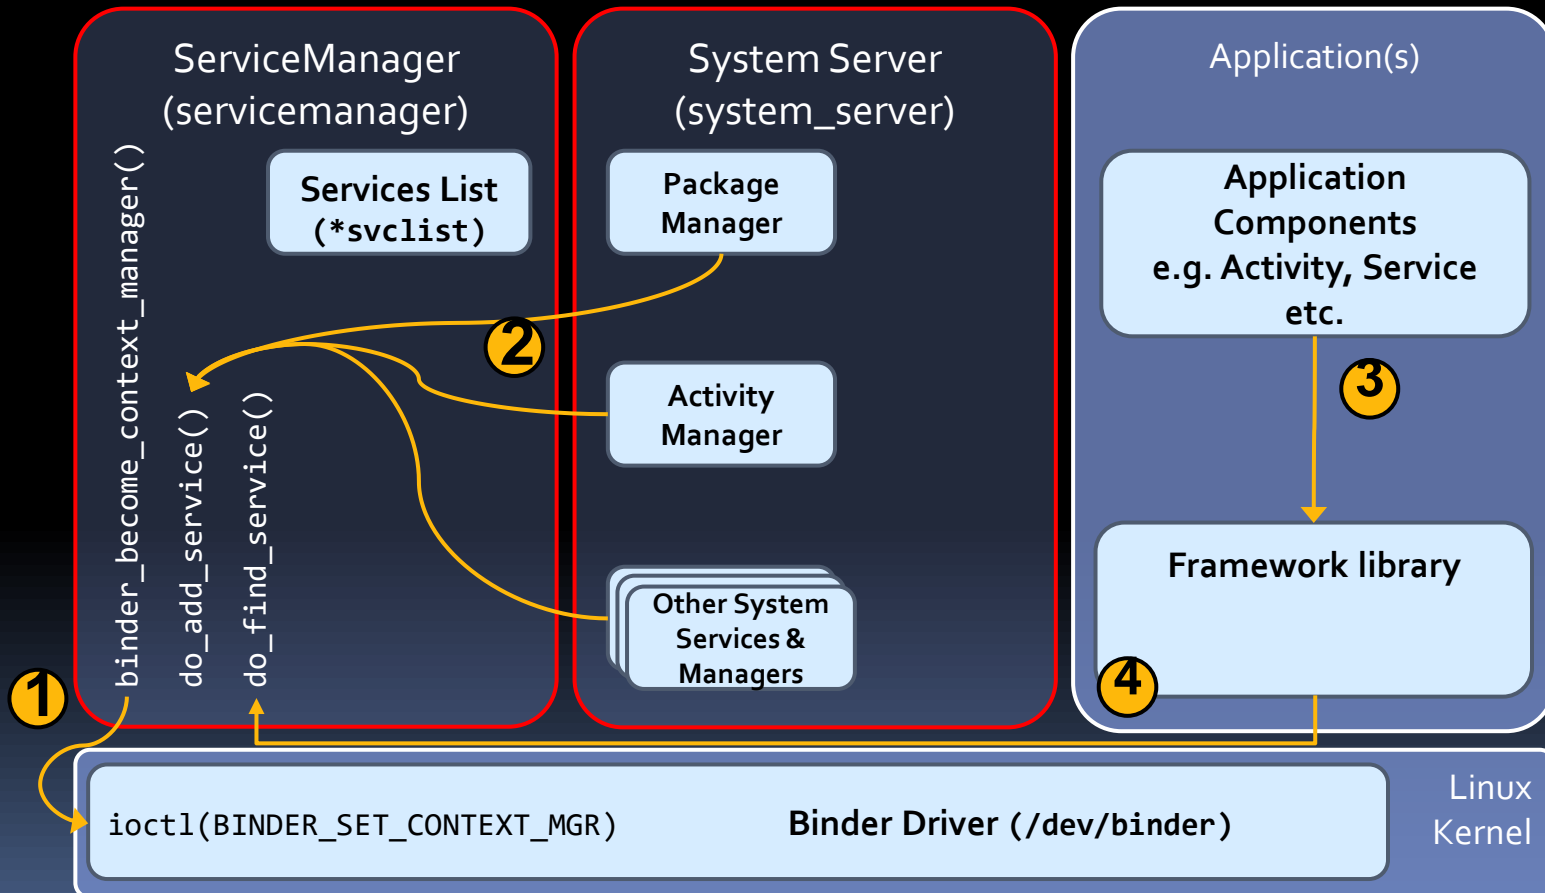 ServiceManager
(servicemanager)
binder_become_context_manager()
do_add_service()
do_find_service()
Services List
(*svclist)
System Server
(system_server)
Package
Manager
2
Activity
Manager
Other System
Services &
Managers
Application(s)
Application
Components
e.g. Activity, Service
etc.
3
Framework library
4
1
ioctl(BINDER_SET_CONTEXT_MGR)
Binder Driver (/dev/binder)
Linux
Kernel